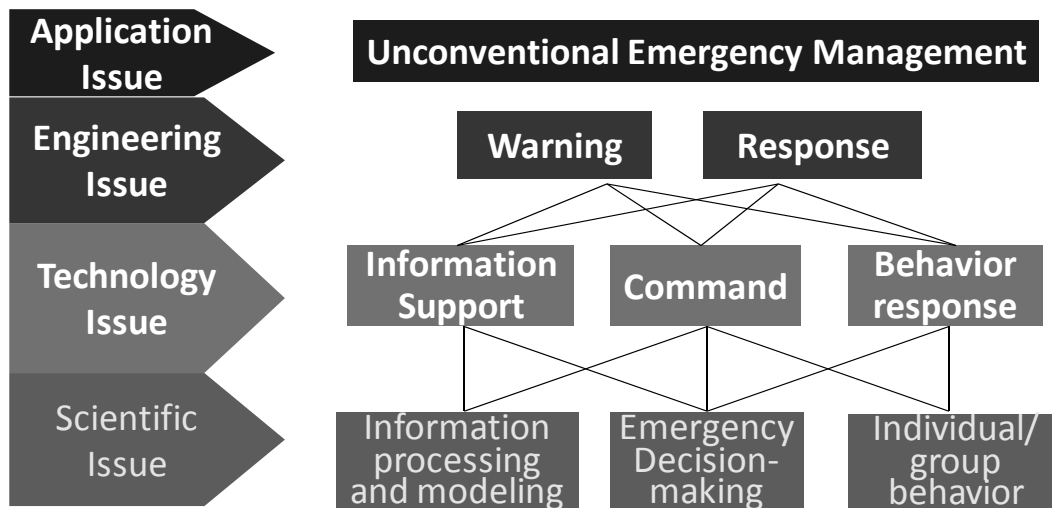 Application
Issue
Unconventional Emergency Management
Engineering
Issue
Warning
Response
Technology
Issue
Information
Support
Command
Behavior
response
Scientific
Issue
Information
processing
and modeling
Emergency
Decision-
making
Individual/
group
behavior